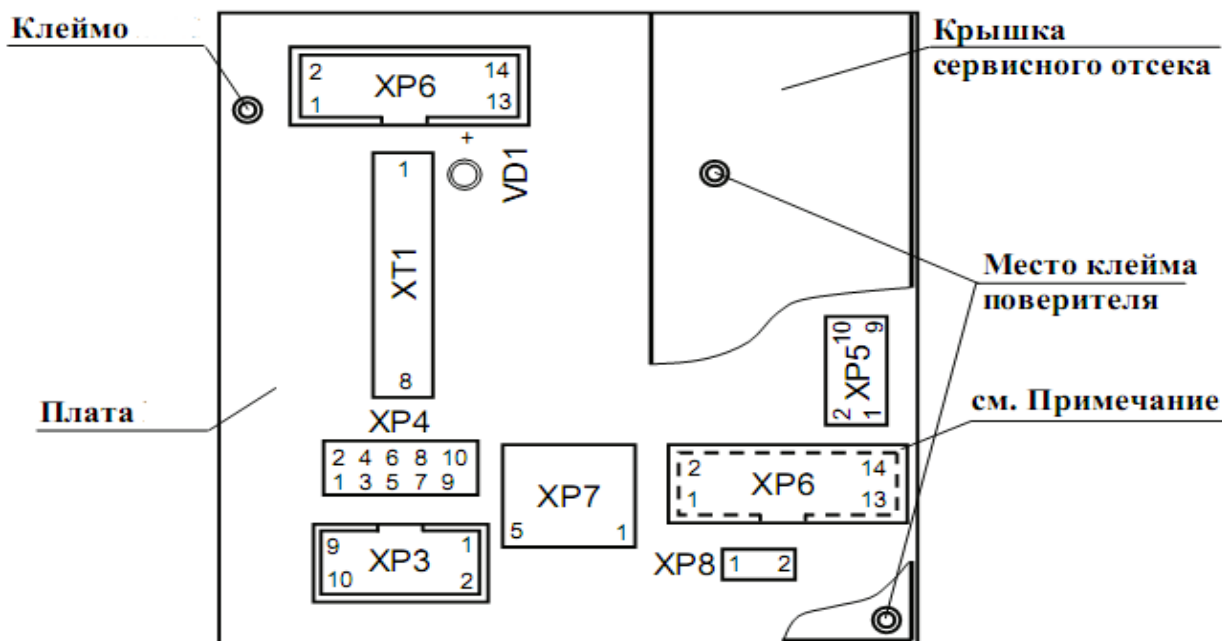 Клеймо
Крышка
сервисного отсека
2 14
XP6
1 13
+
VD1
1
XT1
8
Место клейма
поверителя
10 9
XP5
2 1
Плата
см. Примечание
XP4
2 4 6 8 10
1 3 5 7 9
XP7
5 1
2 14
XP6
1 13
9 1
XP3
10 2
XP8 1 2